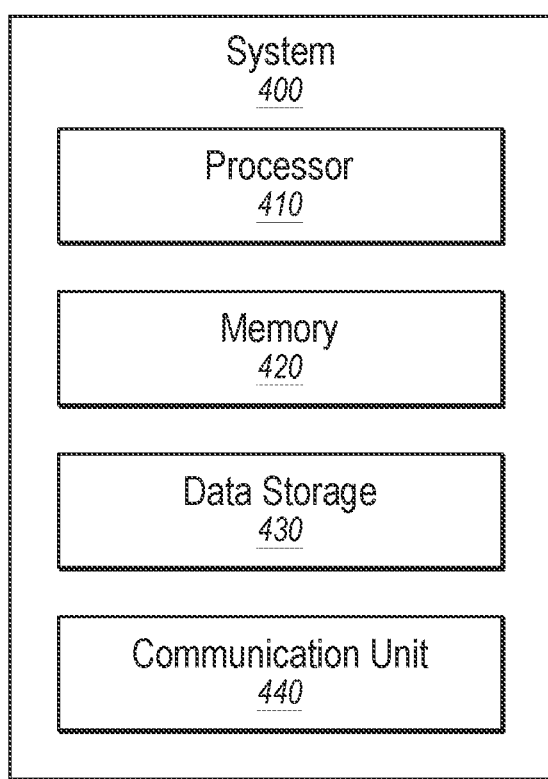 System
400
Processor
410
Memory
420
Data Storage
430
Communication Unit
440